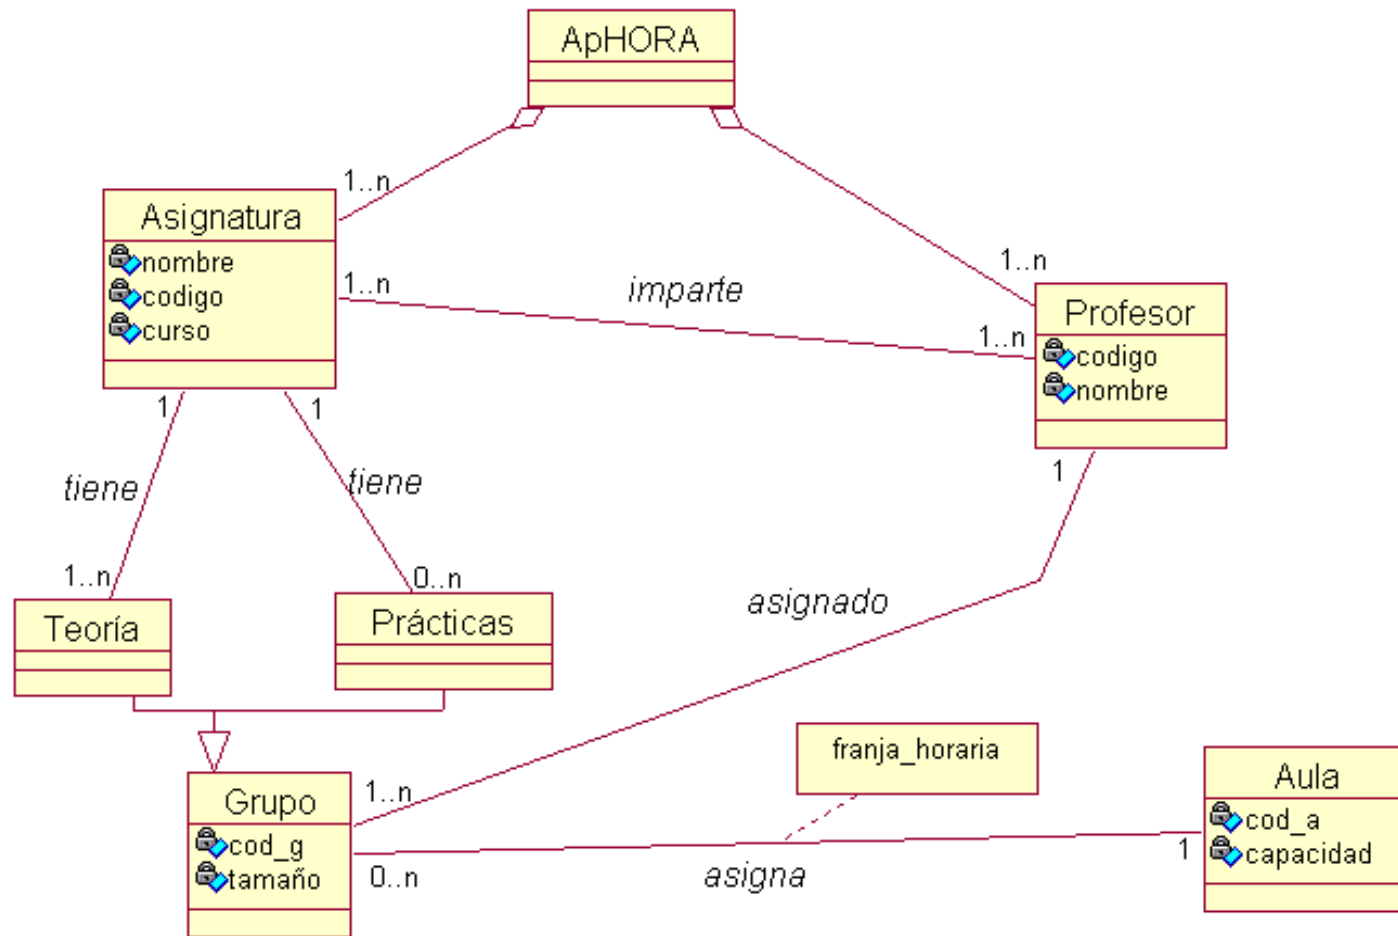 ApHORA
1..n
Asignatura
nombre
codigo
curso
1..n
imparte
1..n
1..n
Profesor
codigo
nombre
1
1
1
tiene
tiene
1..n
0..n
asignado
Teoría
Prácticas
franja_horaria
Grupo
cod_g
tamaño
1..n
0..n
asigna
1
Aula
cod_a
capacidad